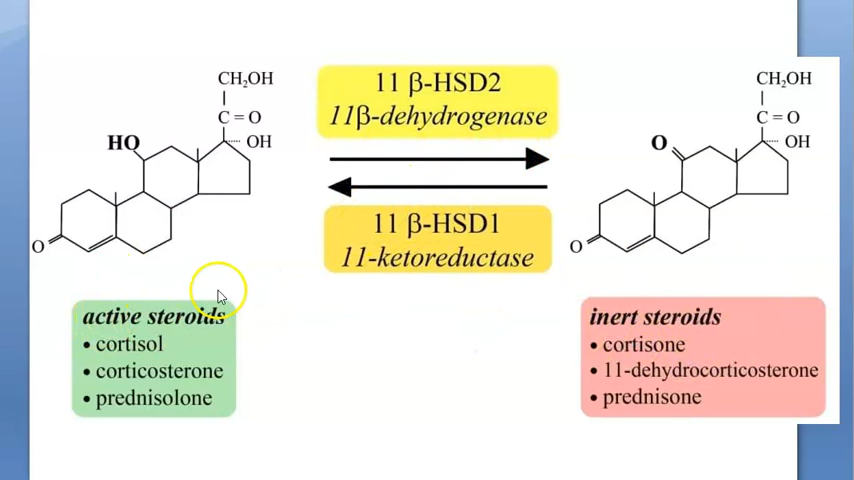 CH₂OH
C = O
HO
OH
O
11 β-HSD2
11β-dehydrogenase
11 β-HSD1
11-ketoreductase
CH₂OH
C = O
O
OH
O
active steroids
• cortisol
• corticosterone
• prednisolone
inert steroids
• cortisone
• 11-dehydrocorticosterone
• prednisone